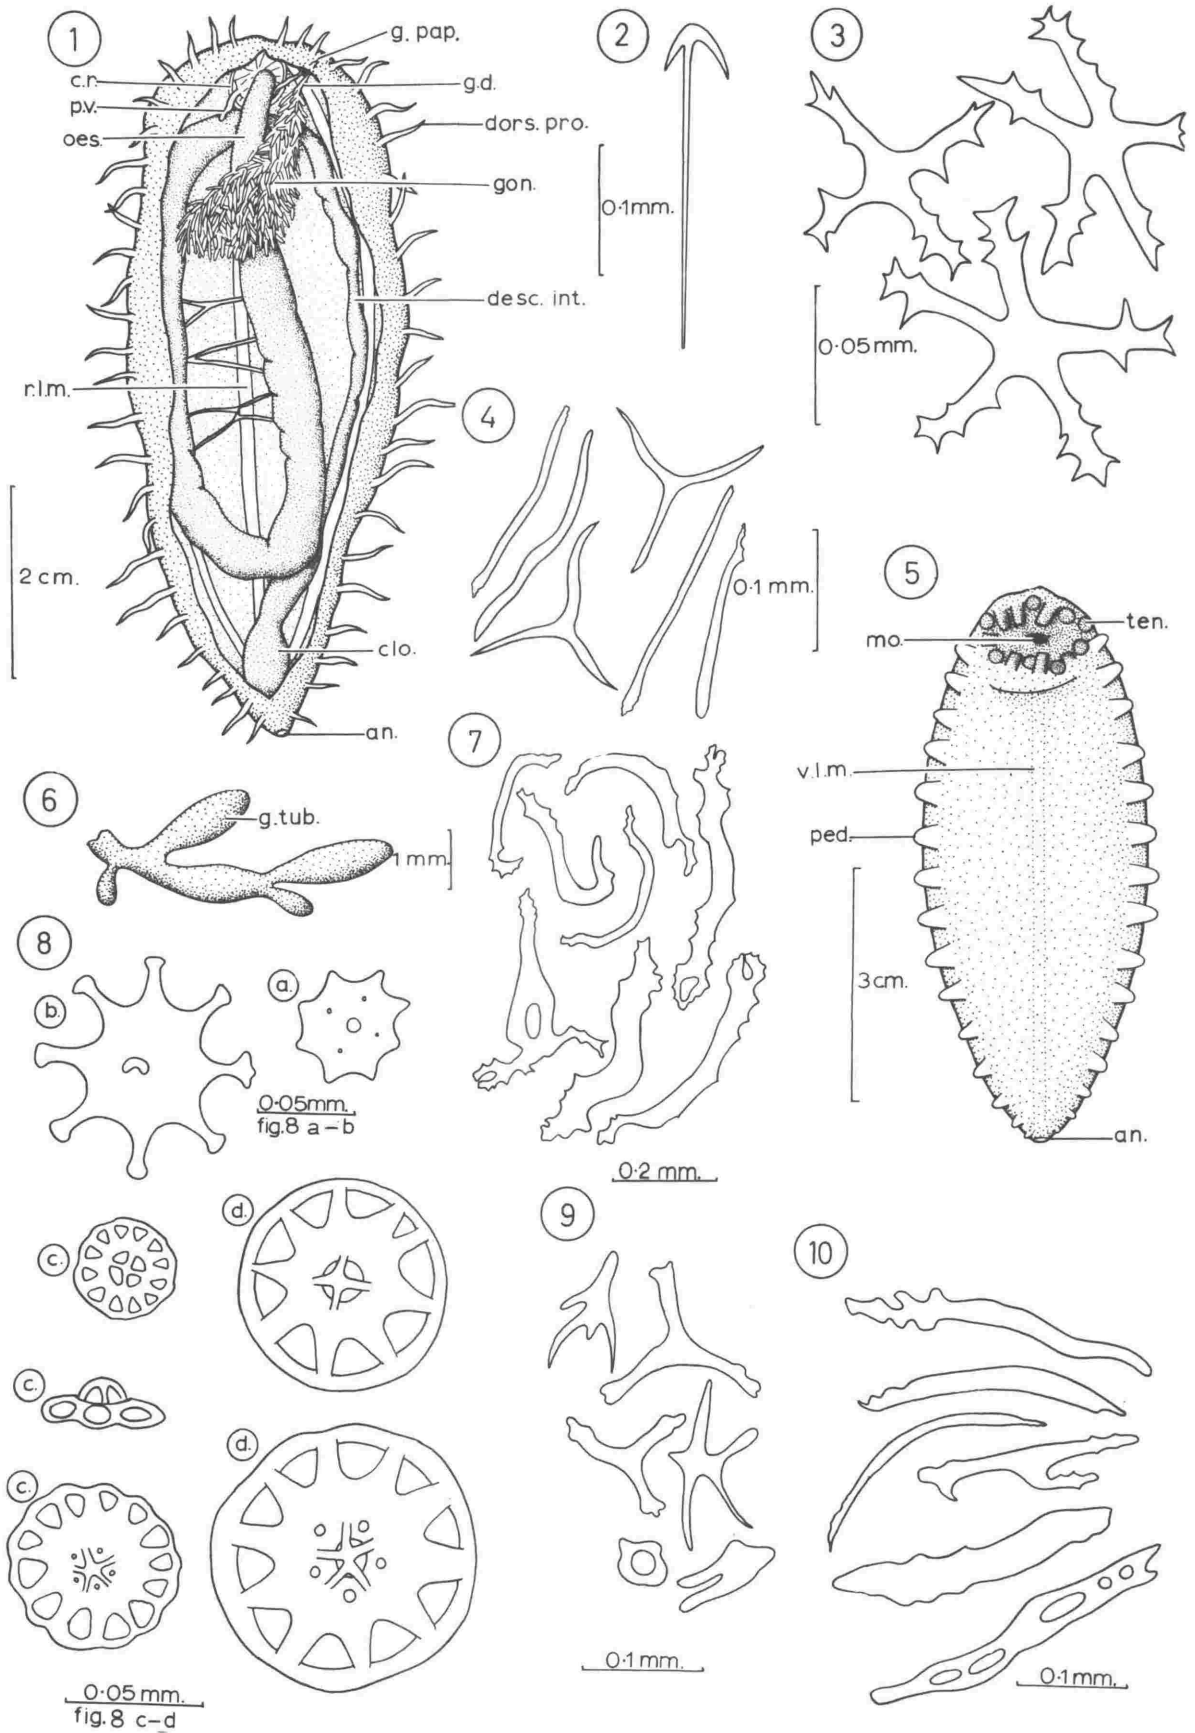 1
g. pap.
c.r.
g.d.
p.v.
dors. pro.
oes.
gon.
desc. int.
r.l.m.
2 cm.
clo.
an.
2
0·1mm.
3
0·05mm.
4
0·1 mm.
5
ten.
mo.
v.l.m.
ped.
3cm.
an.
6
g.tub.
1 mm.
7
0·2 mm.
8
a.
b.
0·05mm.
fig.8 a–b
c.
d.
c.
d.
c.
0·05 mm.
fig.8 c–d
9
0·1 mm.
10
0·1mm.